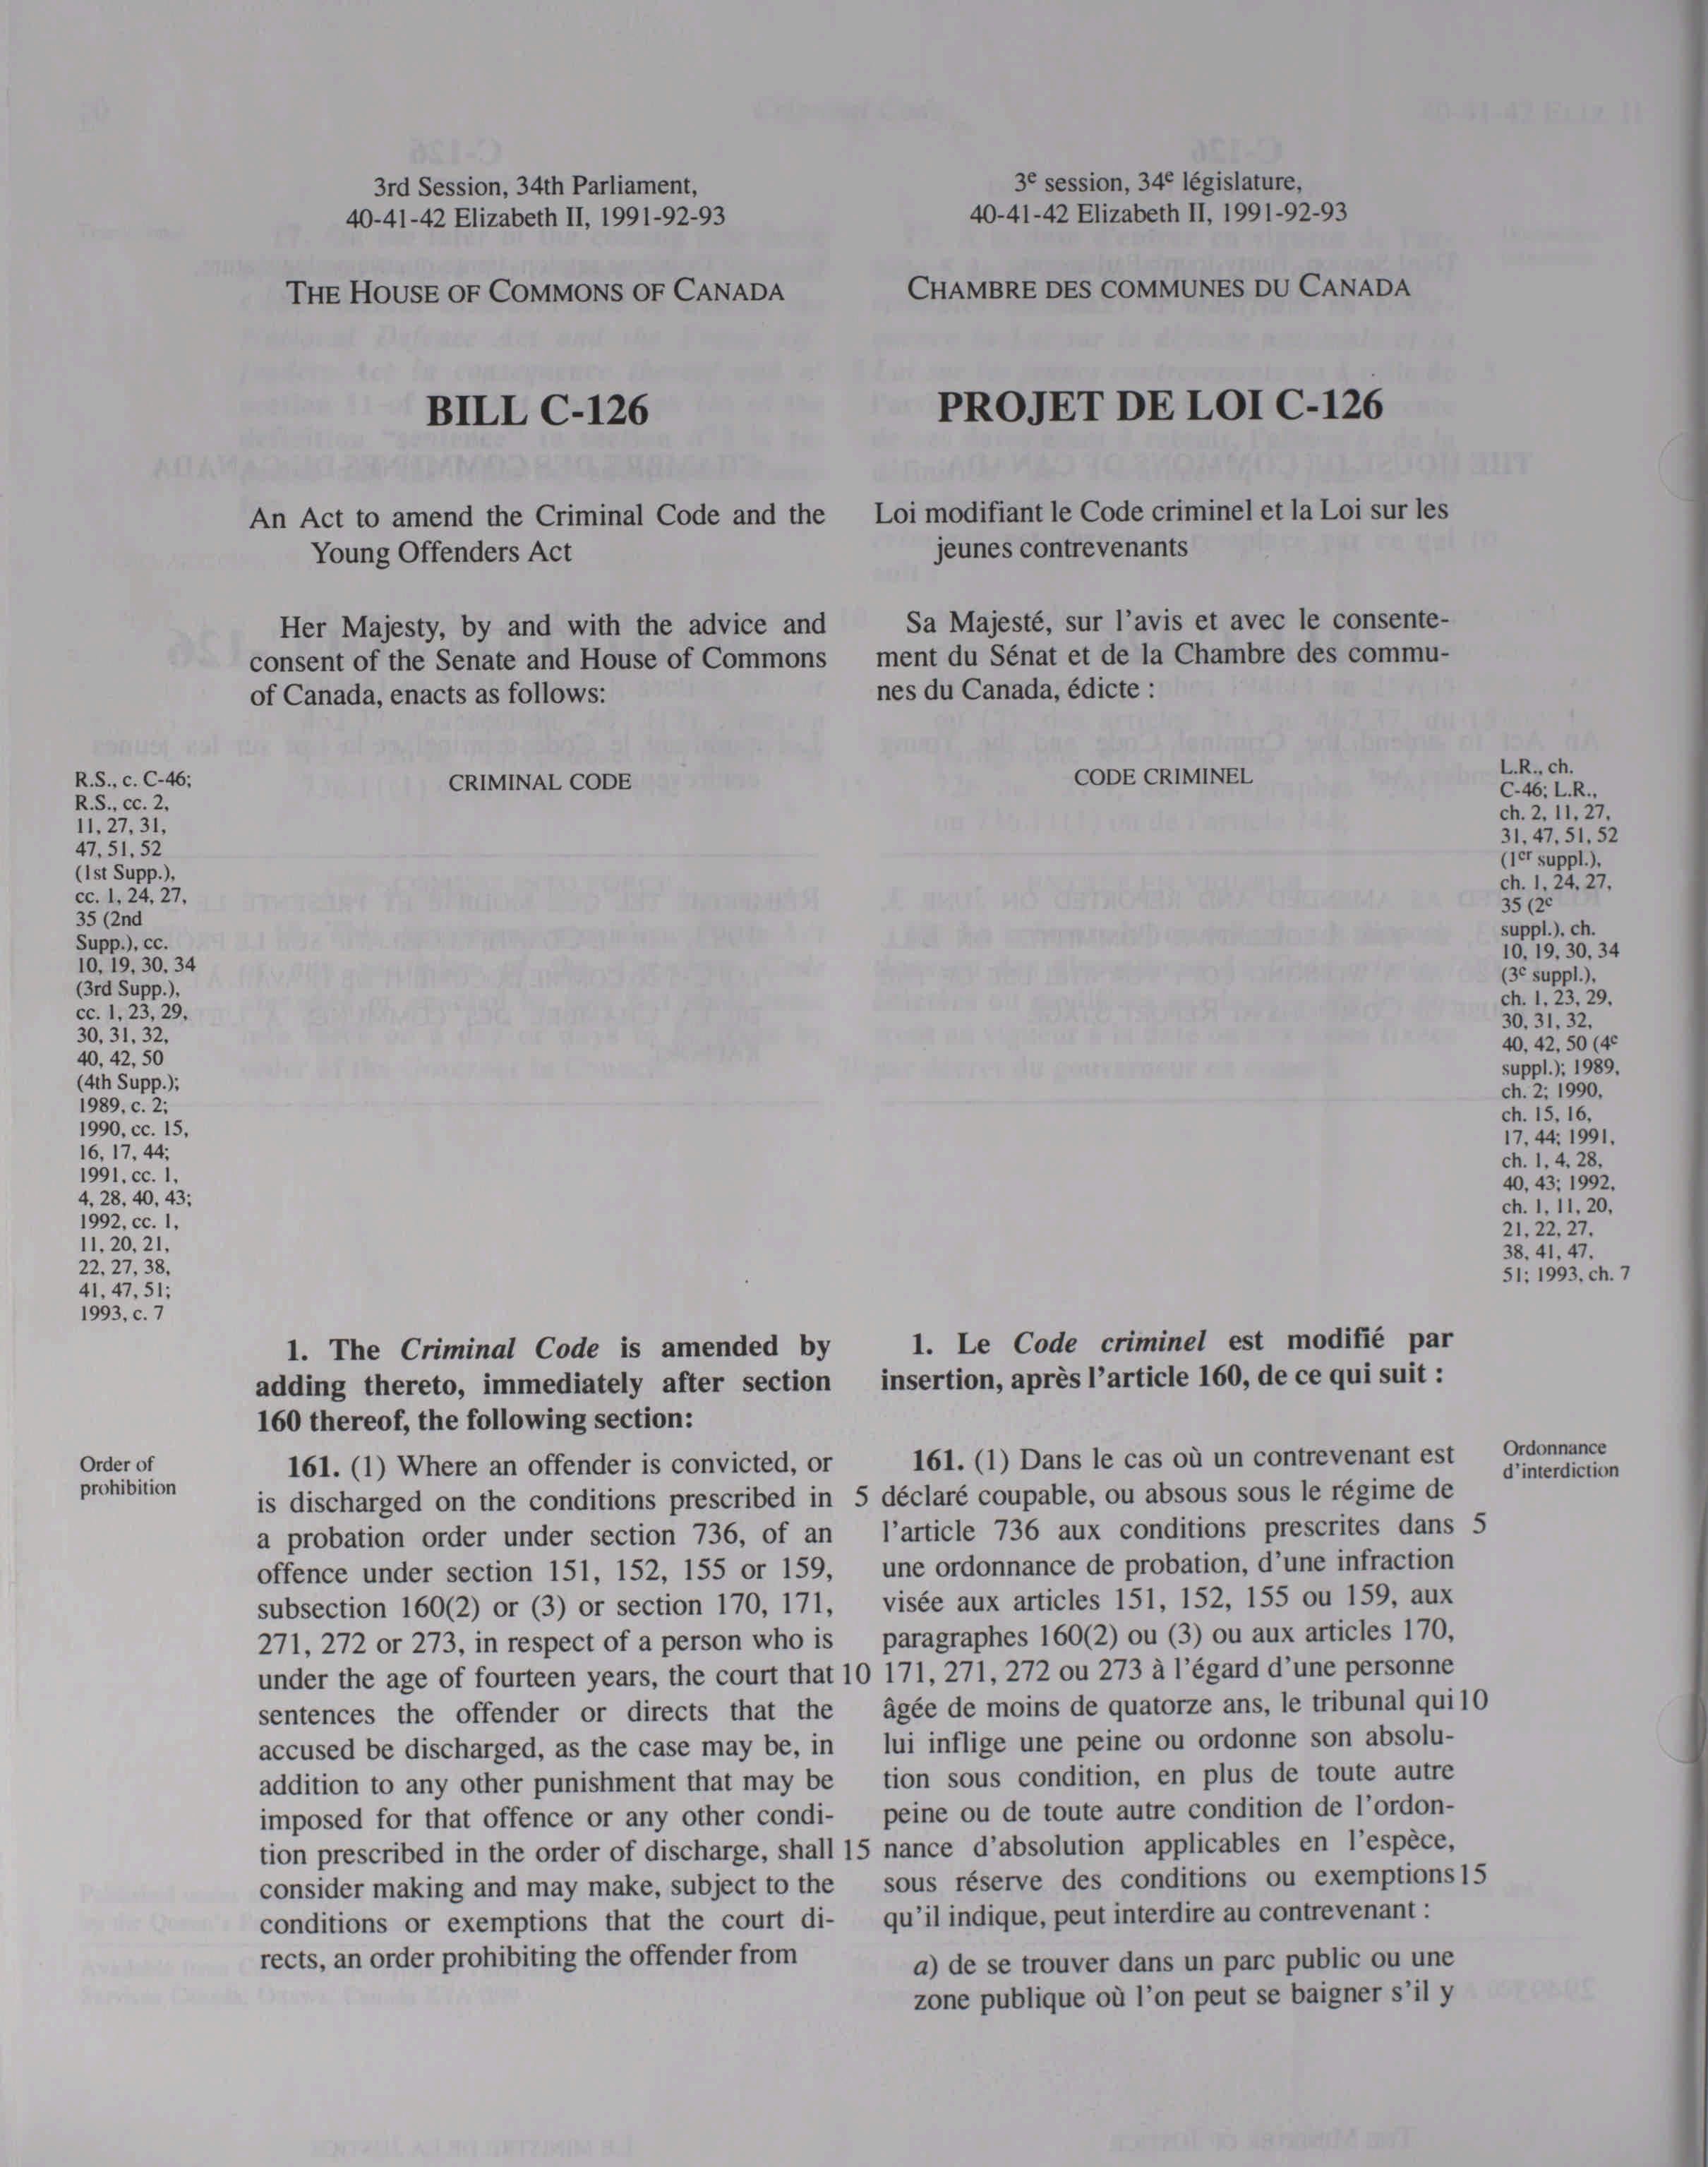 3rd Session, 34th Parliament,
40-41-42 Elizabeth II, 1991-92-93
THE HOUSE OF COMMONS OF CANADA
BILL C-126
An Act to amend the Criminal Code and the
Young Offenders Act
Her Majesty, by and with the advice and
consent of the Senate and House of Commons
of Canada, enacts as follows:
R.S., c. C-46;
R.S., cc. 2,
11, 27, 31,
47, 51, 52
(1st Supp.),
cc. 1, 24, 27,
35 (2nd
Supp.), cc.
10, 19, 30, 34
(3rd Supp.),
cc. 1, 23, 29,
30, 31, 32,
40, 42, 50
(4th Supp.);
1989, c. 2;
1990, cc. 15,
16, 17, 44;
1991, cc. 1,
4, 28, 40, 43;
1992, cc. 1,
11, 20, 21,
22, 27, 38,
41, 47, 51;
1993, c. 7
CRIMINAL CODE
1. The Criminal Code is amended by
adding thereto, immediately after section
160 thereof, the following section:
Order of
prohibition
161. (1) Where an offender is convicted, or
is discharged on the conditions prescribed in 5
a probation order under section 736, of an
offence under section 151, 152, 155 or 159,
subsection 160(2) or (3) or section 170, 171,
271, 272 or 273, in respect of a person who is
under the age of fourteen years, the court that 10
sentences the offender or directs that the
accused be discharged, as the case may be, in
addition to any other punishment that may be
imposed for that offence or any other condi-
tion prescribed in the order of discharge, shall 15
consider making and may make, subject to the
conditions or exemptions that the court di-
rects, an order prohibiting the offender from
3e session, 34e législature,
40-41-42 Elizabeth II, 1991-92-93
CHAMBRE DES COMMUNES DU CANADA
PROJET DE LOI C-126
Loi modifiant le Code criminel et la Loi sur les
jeunes contrevenants
Sa Majesté, sur l'avis et avec le consente-
ment du Sénat et de la Chambre des commu-
nes du Canada, édicte :
CODE CRIMINEL
L.R., ch.
C-46; L.R.,
ch. 2, 11, 27,
31, 47, 51, 52
(1er suppl.),
ch. 1, 24, 27,
35 (2e
suppl.), ch.
10, 19, 30, 34
(3e suppl.),
ch. 1, 23, 29,
30, 31, 32,
40, 42, 50 (4e
suppl.); 1989,
ch. 2; 1990,
ch. 15, 16,
17, 44; 1991,
ch. 1, 4, 28,
40, 43; 1992,
ch. 1, 11, 20,
21, 22, 27,
38, 41, 47,
51; 1993, ch. 7
1. Le Code criminel est modifié par
insertion, après l'article 160, de ce qui suit :
161. (1) Dans le cas où un contrevenant est
déclaré coupable, ou absous sous le régime de
l'article 736 aux conditions prescrites dans 5
une ordonnance de probation, d'une infraction
visée aux articles 151, 152, 155 ou 159, aux
paragraphes 160(2) ou (3) ou aux articles 170,
171, 271, 272 ou 273 à l'égard d'une personne
âgée de moins de quatorze ans, le tribunal qui 10
lui inflige une peine ou ordonne son absolu-
tion sous condition, en plus de toute autre
peine ou de toute autre condition de l'ordon-
nance d'absolution applicables en l'espèce,
sous réserve des conditions ou exemptions 15
qu'il indique, peut interdire au contrevenant :
a) de se trouver dans un parc public ou une
zone publique où l'on peut se baigner s'il y
Ordonnance
d'interdiction